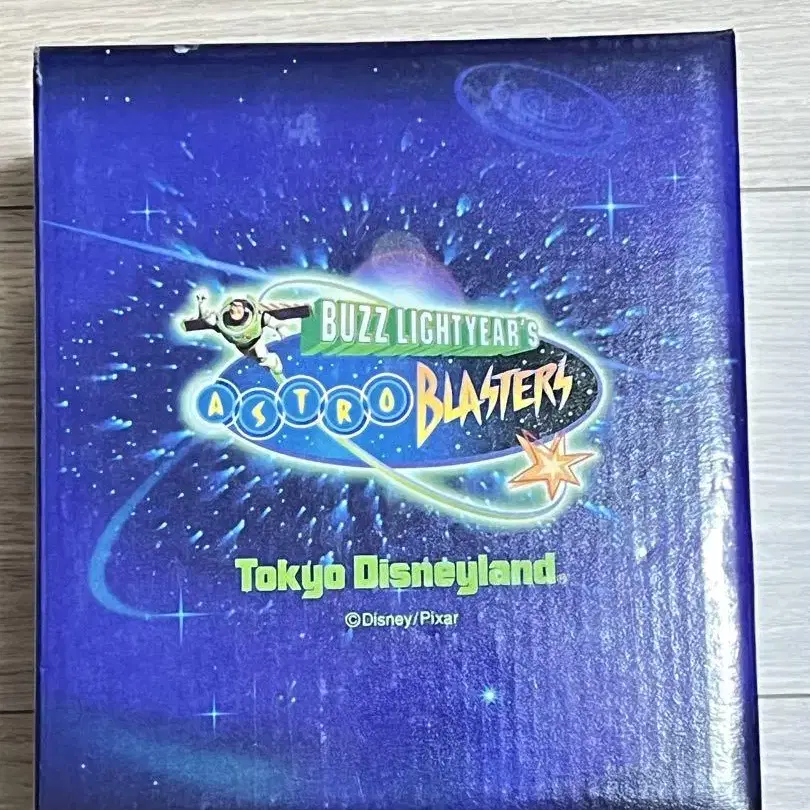 BUZZ LIGHTYEAR'S
ASTRO BLASTERS
Tokyo Disneyland
©Disney/Pixar